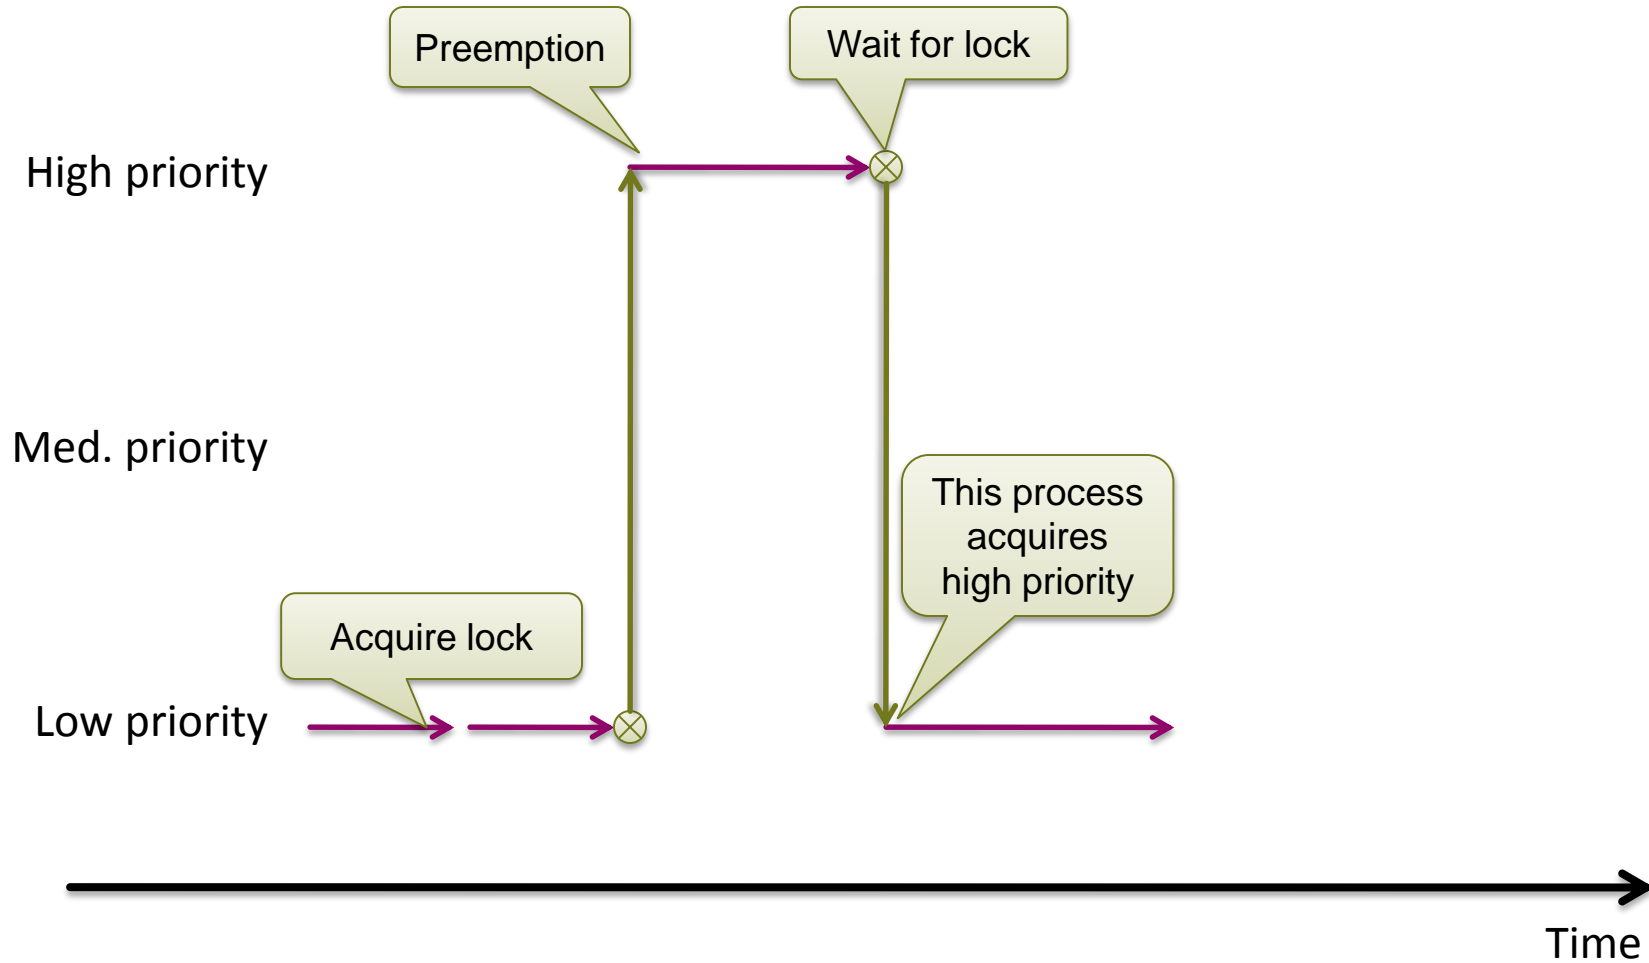 Preemption
Wait for lock
High priority
Med. priority
This process
acquires
high priority
Acquire lock
Low priority
Time